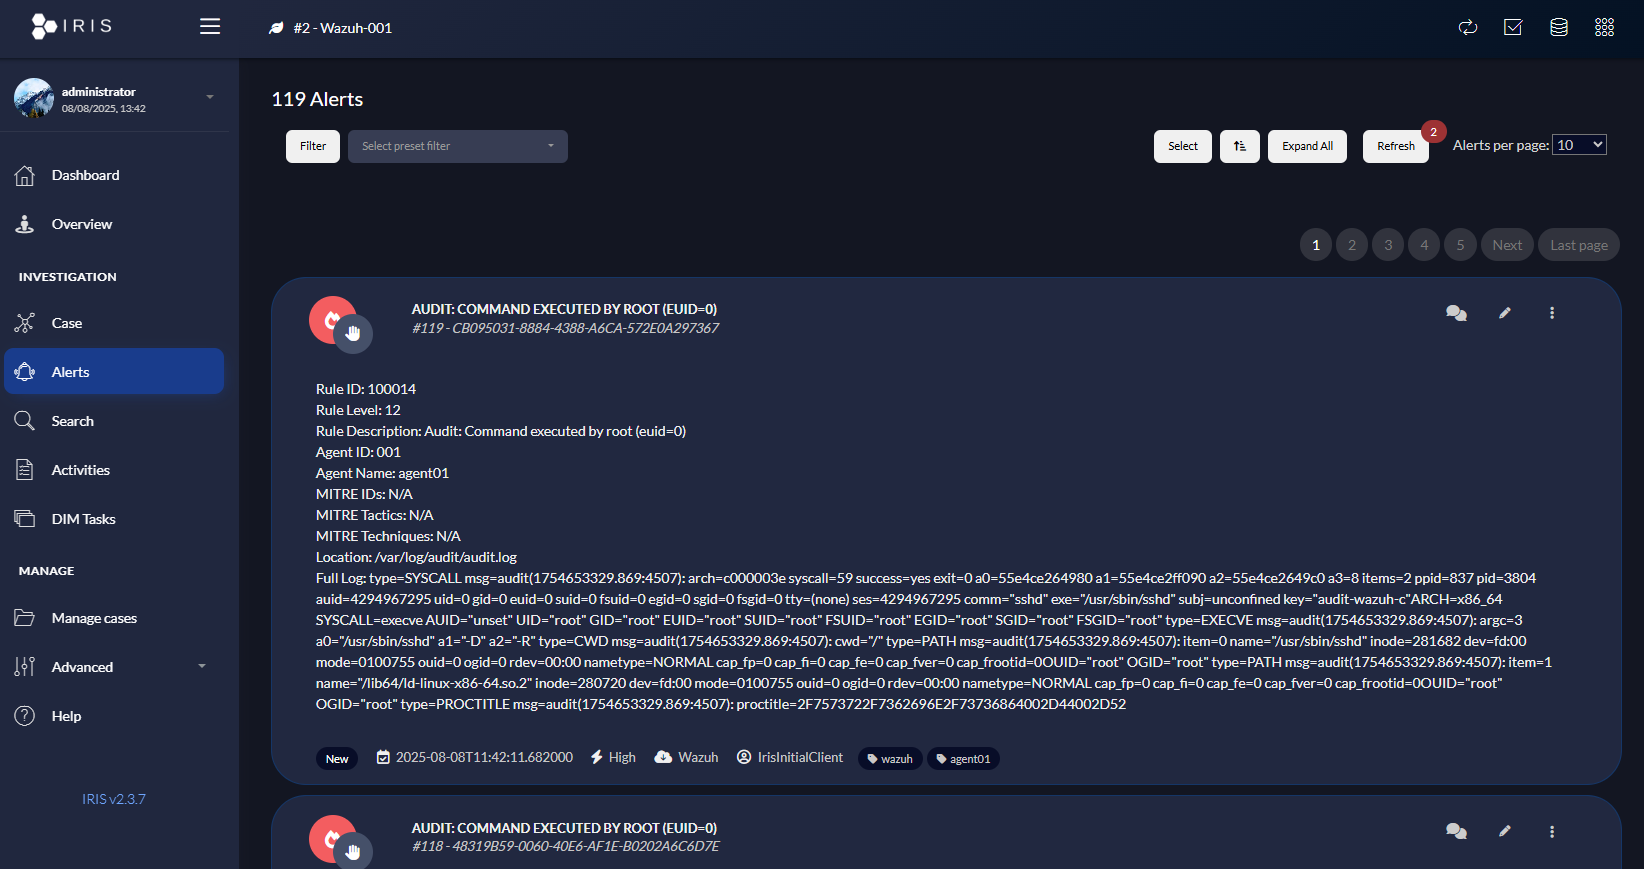 IRIS
#2 - Wazuh-001
administrator
08/08/2025, 13:42
Dashboard
Overview
INVESTIGATION
Case
Alerts
Search
Activities
DIM Tasks
MANAGE
Manage cases
Advanced
Help
IRIS v2.3.7
119 Alerts
Filter
Select preset filter
Select
Expand All
Refresh
2
Alerts per page: 10
1 2 3 4 5 Next Last page
AUDIT: COMMAND EXECUTED BY ROOT (EUID=0)
#119 - CB095031-8884-4388-A6CA-572E0A297367
Rule ID: 100014
Rule Level: 12
Rule Description: Audit: Command executed by root (euid=0)
Agent ID: 001
Agent Name: agent01
MITRE IDs: N/A
MITRE Tactics: N/A
MITRE Techniques: N/A
Location: /var/log/audit/audit.log
Full Log: type=SYSCALL msg=audit(1754653329.869:4507): arch=c000003e syscall=59 success=yes exit=0 a0=55e4ce264980 a1=55e4ce2ff090 a2=55e4ce2649c0 a3=8 items=2 ppid=837 pid=3804
auid=4294967295 uid=0 gid=0 euid=0 suid=0 fsuid=0 egid=0 sgid=0 fsgid=0 tty=(none) ses=4294967295 comm="sshd" exe="/usr/sbin/sshd" subj=unconfined key="audit-wazuh-c"ARCH=x86_64
SYSCALL=execve AUID="unset" UID="root" GID="root" EUID="root" SUID="root" FSUID="root" EGID="root" SGID="root" FSGID="root" type=EXECVE msg=audit(1754653329.869:4507): argc=3
a0="/usr/sbin/sshd" a1="-D" a2="-R" type=CWD msg=audit(1754653329.869:4507): cwd="/" type=PATH msg=audit(1754653329.869:4507): item=0 name="/usr/sbin/sshd" inode=281682 dev=fd:00
mode=0100755 ouid=0 ogid=0 rdev=00:00 nametype=NORMAL cap_fp=0 cap_fi=0 cap_fe=0 cap_fver=0 cap_frootid=0OUID="root" OGID="root" type=PATH msg=audit(1754653329.869:4507): item=1
name="/lib64/ld-linux-x86-64.so.2" inode=280720 dev=fd:00 mode=0100755 ouid=0 ogid=0 rdev=00:00 nametype=NORMAL cap_fp=0 cap_fi=0 cap_fe=0 cap_fver=0 cap_frootid=0OUID="root"
OGID="root" type=PROCTITLE msg=audit(1754653329.869:4507): proctitle=2F7573722F7362696E2F73736864002D44002D52
New 2025-08-08T11:42:11.682000 High Wazuh IrisInitialClient wazuh agent01
AUDIT: COMMAND EXECUTED BY ROOT (EUID=0)
#118 - 48319B59-0060-40E6-AF1E-B0202A6C6D7E